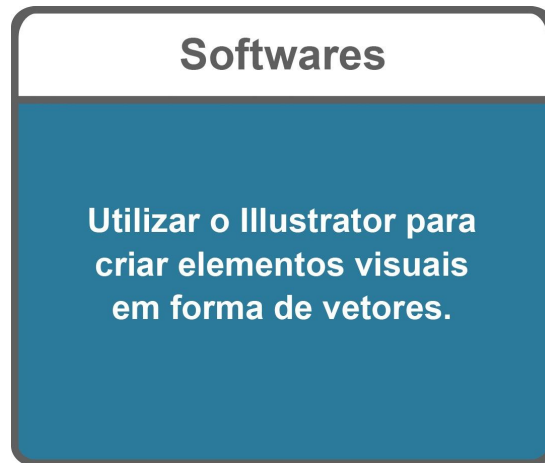 Softwares
Utilizar o Illustrator para
criar elementos visuais
em forma de vetores.